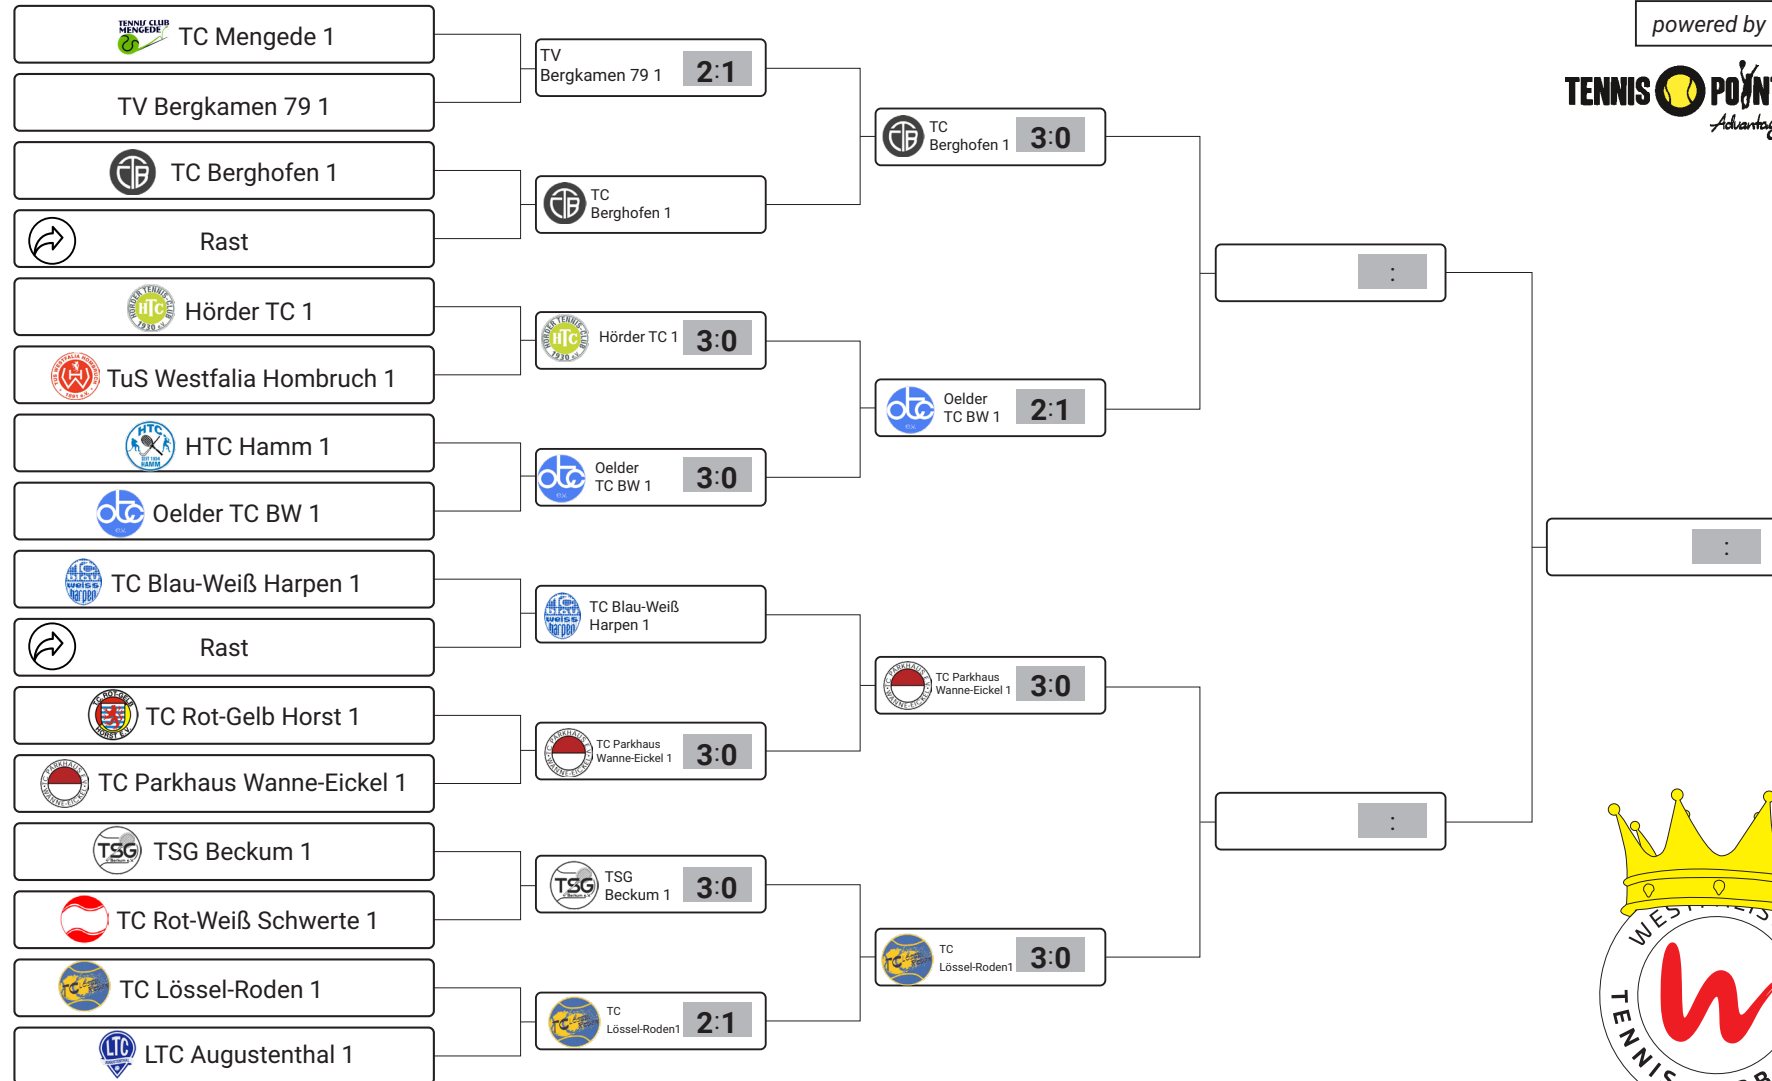 TENNIS CLUB
MENGEDE
TC Mengede 1
TV Bergkamen 79 1
TC Berghofen 1
Rast
Hörder TC 1
TuS Westfalia Hombruch 1
HTC Hamm 1
Oelder TC BW 1
TC Blau-Weiß Harpen 1
Rast
TC Rot-Gelb Horst 1
TC Parkhaus Wanne-Eickel 1
TSG Beckum 1
TC Rot-Weiß Schwerte 1
TC Lössel-Roden 1
LTC Augustenthal 1
TV
Bergkamen 79 1
2:1
TC
Berghofen 1
Hörder TC 1
3:0
Oelder
TC BW 1
3:0
TC Blau-Weiß
Harpen 1
TC Parkhaus
Wanne-Eickel 1
3:0
TSG
Beckum 1
3:0
TC
Lössel-Roden1
2:1
TC
Berghofen 1
3:0
Oelder
TC BW 1
2:1
TC Parkhaus
Wanne-Eickel 1
3:0
TC
Lössel-Roden1
3:0
:
:
:
powered by
TENNIS POINT